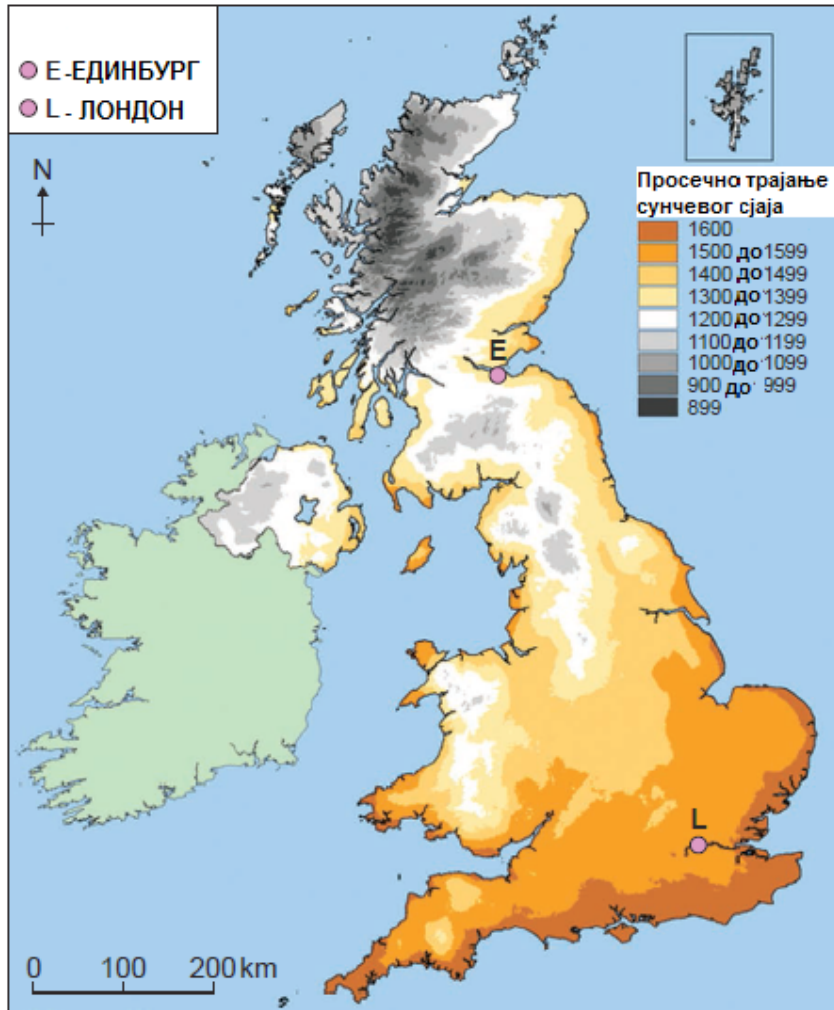 E -ЕДИНБУРГ
L - ЛОНДОН
N
Просечно трајање
сунчевог сјаја
1600
1500 до 1599
1400 до 1499
1300 до 1399
1200 до 1299
1100 до 1199
1000 до 1099
900 до 999
899
E
L
0 100 200 km